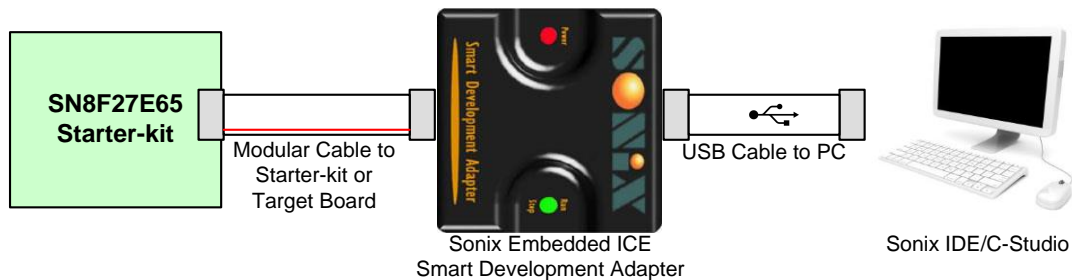 SN8F27E65
Starter-kit
Modular Cable to
Starter-kit or
Target Board
Power
SONIX
Smart Development Adapter
Run
Stop
USB Cable to PC
Sonix Embedded ICE
Smart Development Adapter
Sonix IDE/C-Studio